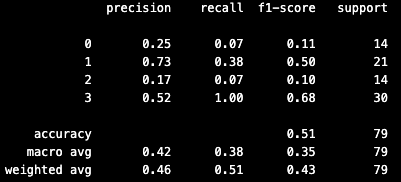 precision recall f1-score support
0 0.25 0.07 0.11 14
1 0.73 0.38 0.50 21
2 0.17 0.07 0.10 14
3 0.52 1.00 0.68 30
accuracy 0.51 79
macro avg 0.42 0.38 0.35 79
weighted avg 0.46 0.51 0.43 79